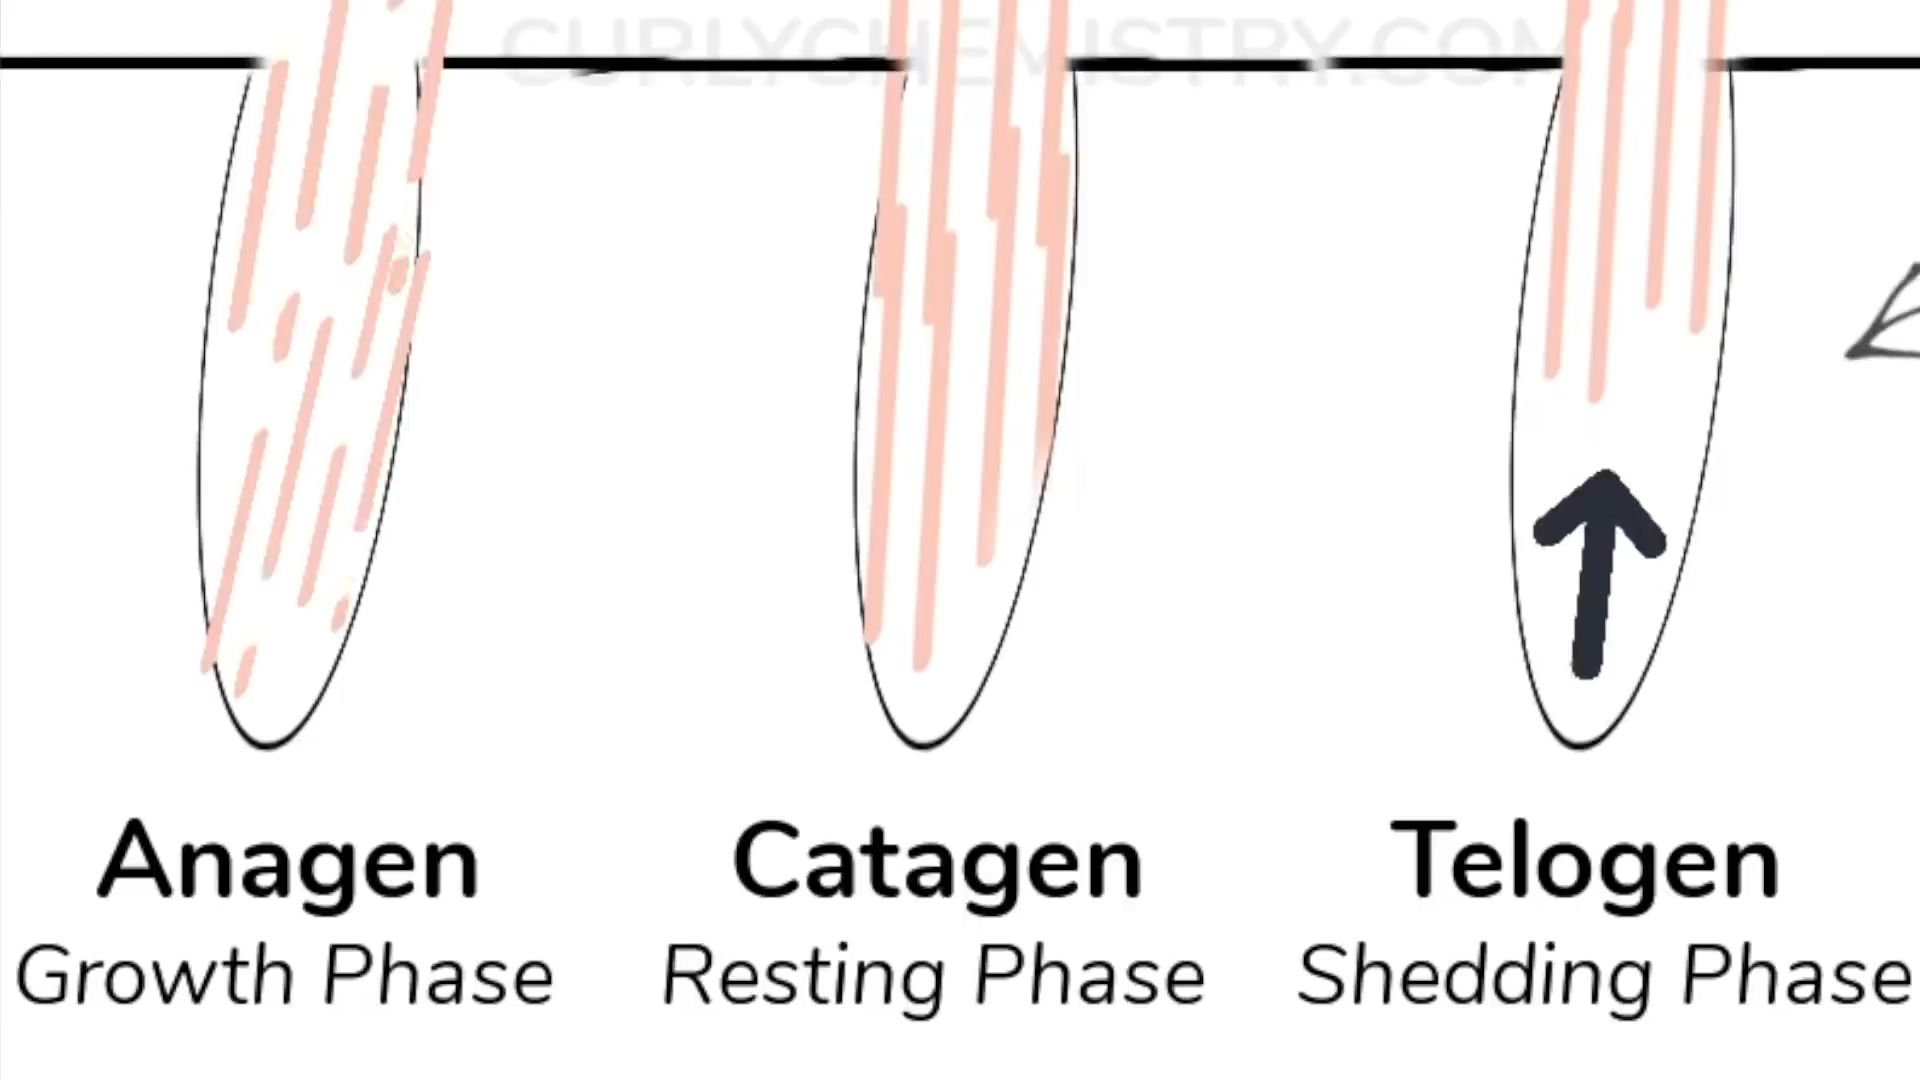 CURLYCHEMISTRY.COM
Anagen Catagen Telogen
Growth Phase Resting Phase Shedding Phase